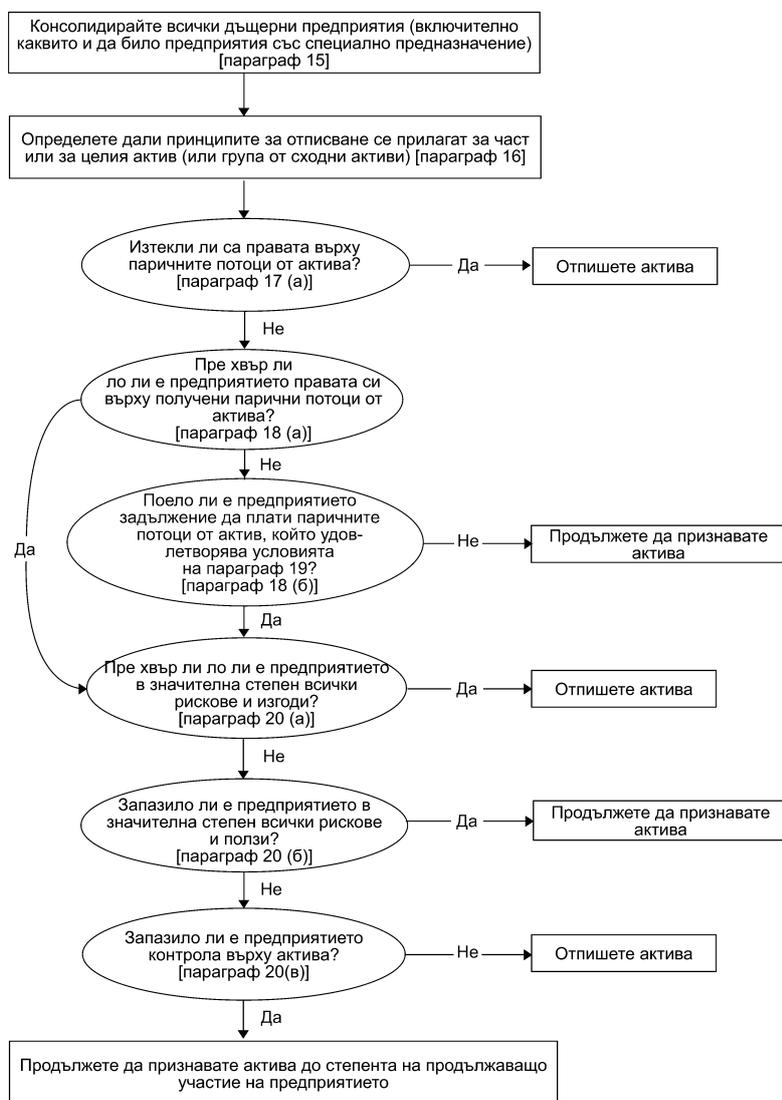 Консолидирайте всички дъщерни предприятия (включително
каквито и да било предприятия със специално предназначение)
[параграф 15]
Определете дали принципите за отписване се прилагат за част
или за целия актив (или група от сходни активи) [параграф 16]
Изтекли ли са правата върху
паричните потоци от актива?
[параграф 17 (а)]
Да
Отпишете актива
Не
Пре хвър ли
ло ли е предприятието правата си
върху получени парични потоци от
актива?
[параграф 18 (а)]
Не
Поело ли е предприятието
задължение да плати паричните
потоци от актив, който удов-
летворява условията
на параграф 19?
[параграф 18 (б)]
Не
Продължете да признавате
актива
Да
Да
Пре хвър ли ло ли е предприятието
в значителна степен всички
рискове и изгоди?
[параграф 20 (а)]
Да
Отпишете актива
Не
Запазило ли е предприятието в
значителна степен всички рискове
и ползи?
[параграф 20 (б)]
Да
Продължете да признавате
актива
Не
Запазило ли е предприятието
контрола върху актива?
[параграф 20(в)]
Не
Отпишете актива
Да
Продължете да признавате актива до степента на продължаващо
участие на предприятието